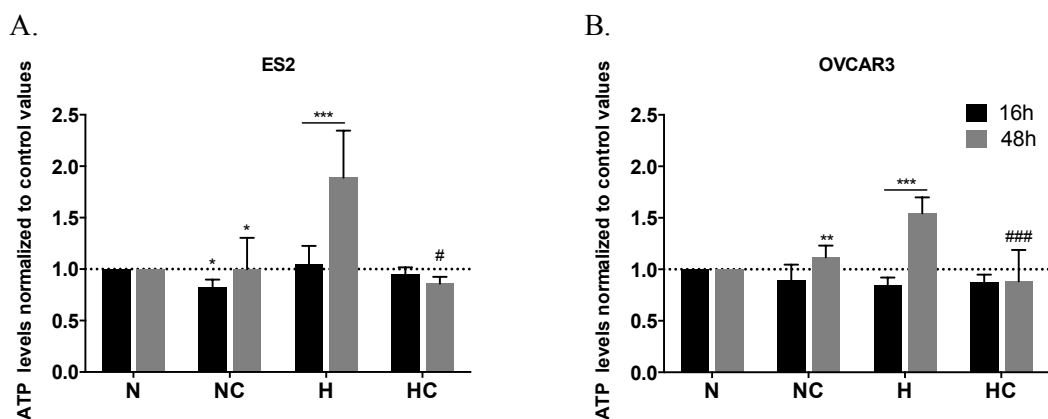 A.
ES2
ATP levels normalized to control values
2.5
2.0
1.5
1.0
0.5
0.0
***
*
*
#
N NC H HC
B.
OVCAR3
ATP levels normalized to control values
2.5
2.0
1.5
1.0
0.5
0.0
16h
48h
***
**
###
N NC H HC